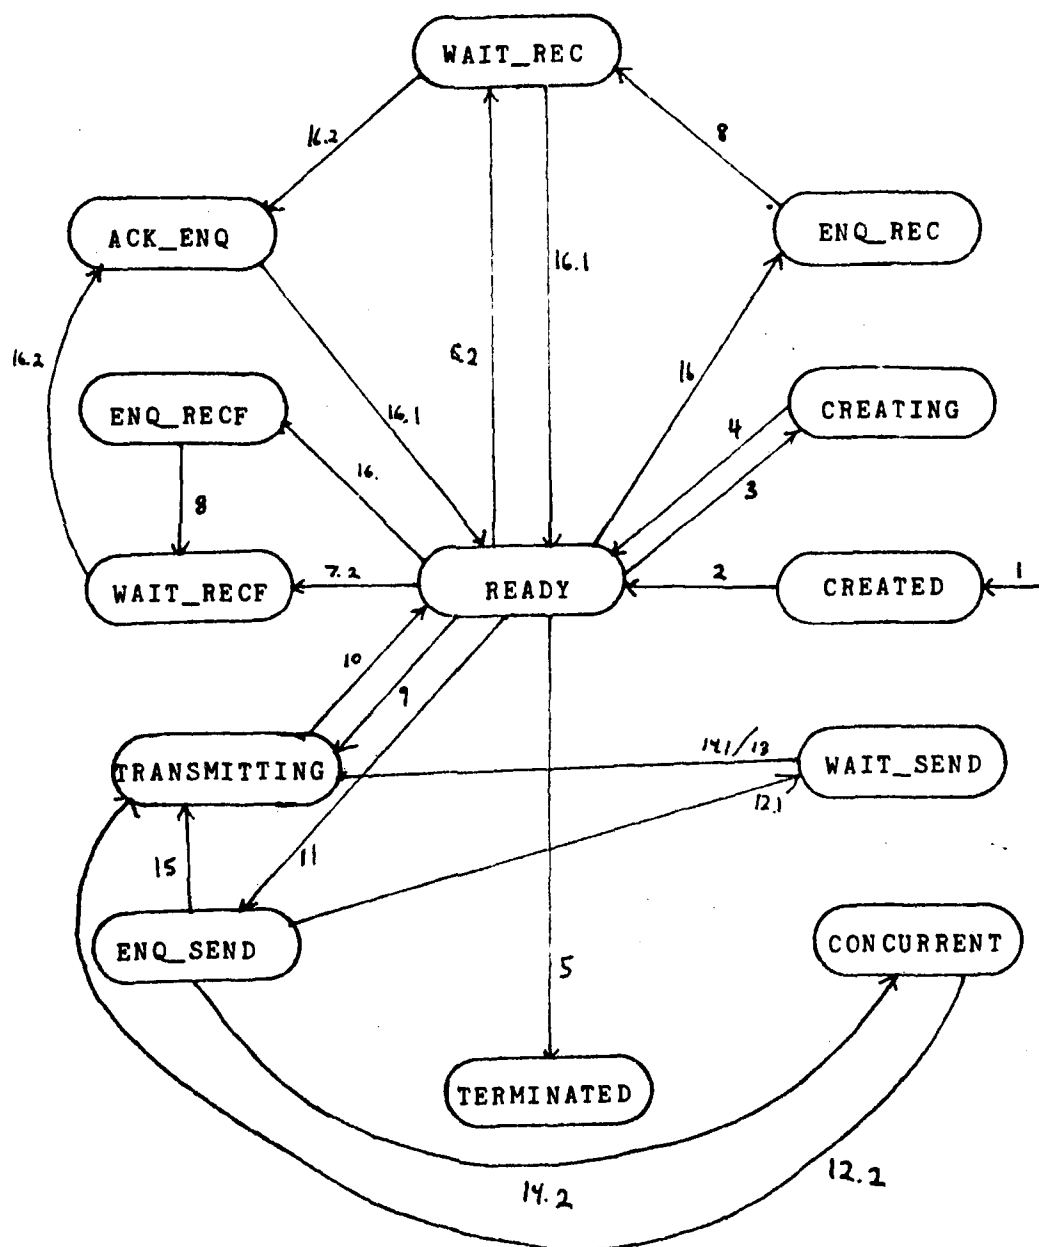 WAIT_REC
16.2
8
ACK_ENQ
ENQ_REC
16.1
16.2
6.2
16
ENQ_RECF
CREATING
16.1
4
16.
3
8
WAIT_RECF
7.2
READY
2
CREATED
1
10
9
TRANSMITTING
14.1/13
WAIT_SEND
12.1
15
11
ENQ_SEND
CONCURRENT
5
TERMINATED
14.2
12.2